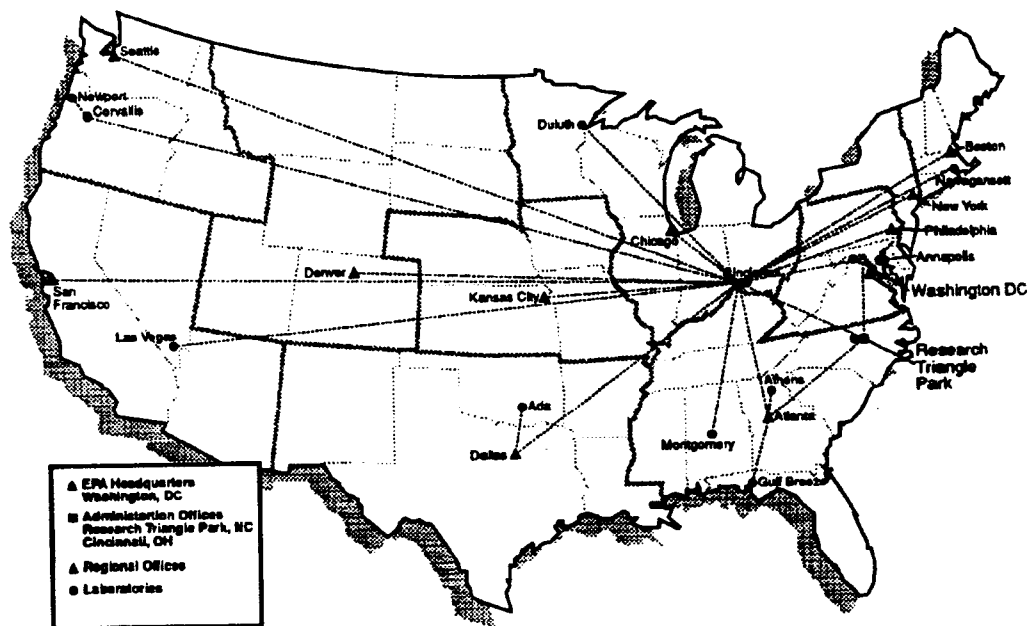 Seattle
Newport
Corvallis
Duluth
Boston
Narragansett
New York
Philadelphia
Chicago
Annapolis
Washington DC
Denver
Kansas City
San
Francisco
Las Vegas
Research
Triangle
Park
Athens
Ada
Atlanta
Montgomery
Dallas
Gulf Breeze
EPA Headquarters
Washington, DC
Administartion Offices
Research Triangle Park, NC
Cincinnati, OH
Regional Offices
Laboratories